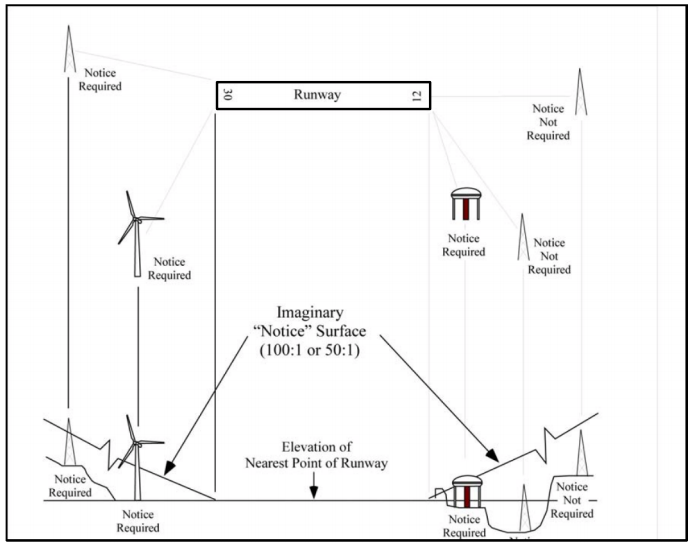 Notice
Required
30
Runway
12
Notice
Not
Required
Notice
Required
Notice
Required
Notice
Not
Required
Imaginary
“Notice” Surface
(100:1 or 50:1)
Elevation of
Nearest Point of Runway
Notice
Required
Notice
Required
Notice
Required
Notice
Not
Required